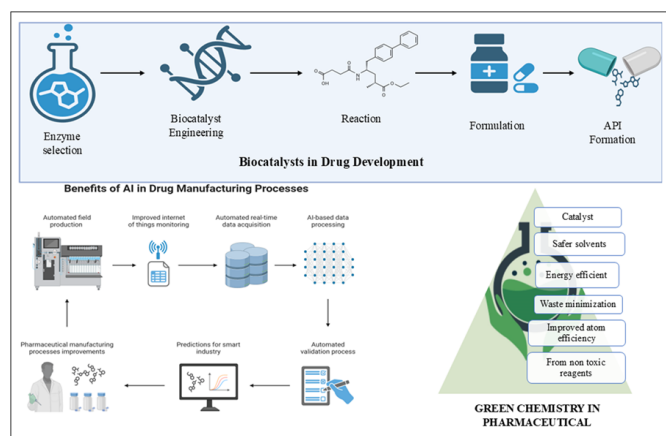 Enzyme
selection
Biocatalyst
Engineering
Reaction
Formulation
API
Formation
Biocatalysts in Drug Development
Benefits of AI in Drug Manufacturing Processes
Automated field
production
Improved internet
of things monitoring
Automated real-time
data acquisition
AI-based data
processing
Pharmaceutical manufacturing
processes improvements
Predictions for smart
industry
Automated
validation process
Catalyst
Safer solvents
Energy efficient
Waste minimization
Improved atom
efficiency
From non toxic
reagents
GREEN CHEMISTRY IN
PHARMACEUTICAL